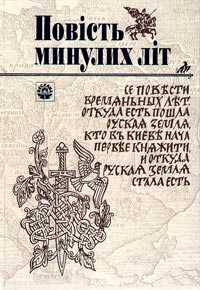 Повість
минулих літ
СЕ ПОВѢСТИ
ВРЕМЯНЬНЫХ ЛѢТ
ОТКУДА ЕСТЬ ПОШЛА
РУСКАЯ ЗЕМЛЯ
КТО ВЪ КИЕВѢ НАЧА
ПЕРВѢЕ КНЯЖИТИ,
И ОТКУДА
РУСКАЯ ЗЕМЛЯ
СТАЛА ЕСТЬ